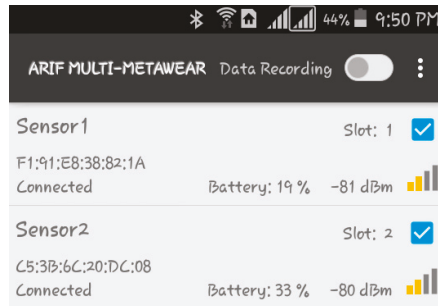 44% 9:50 PM
ARIF MULTI-METAWEAR Data Recording
Sensor1 Slot: 1
F1:91:E8:38:82:1A
Connected Battery: 19 % -81 dBm
Sensor2 Slot: 2
C5:3B:6C:20:DC:08
Connected Battery: 33 % -80 dBm